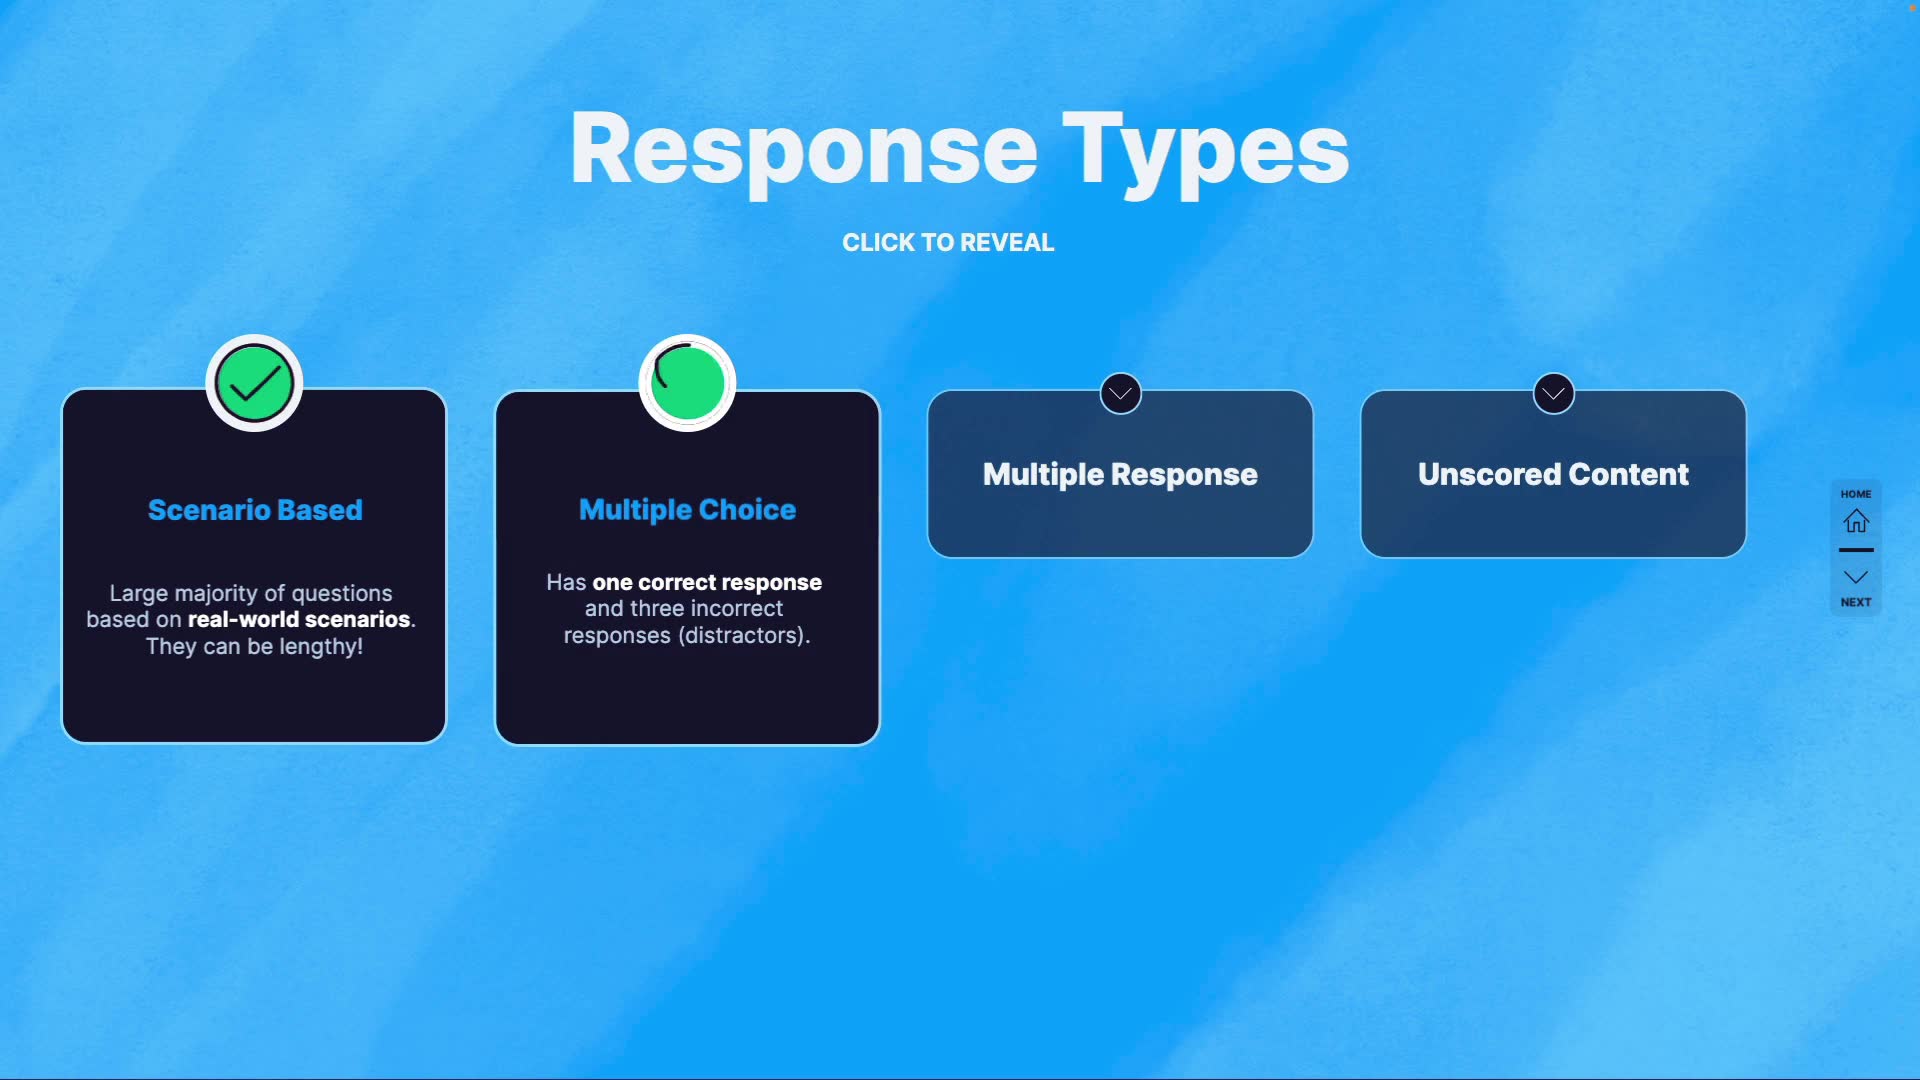 Response Types
CLICK TO REVEAL
Scenario Based
Large majority of questions
based on real-world scenarios.
They can be lengthy!
Multiple Choice
Has one correct response
and three incorrect
responses (distractors).
Multiple Response
Unscored Content
HOME
NEXT